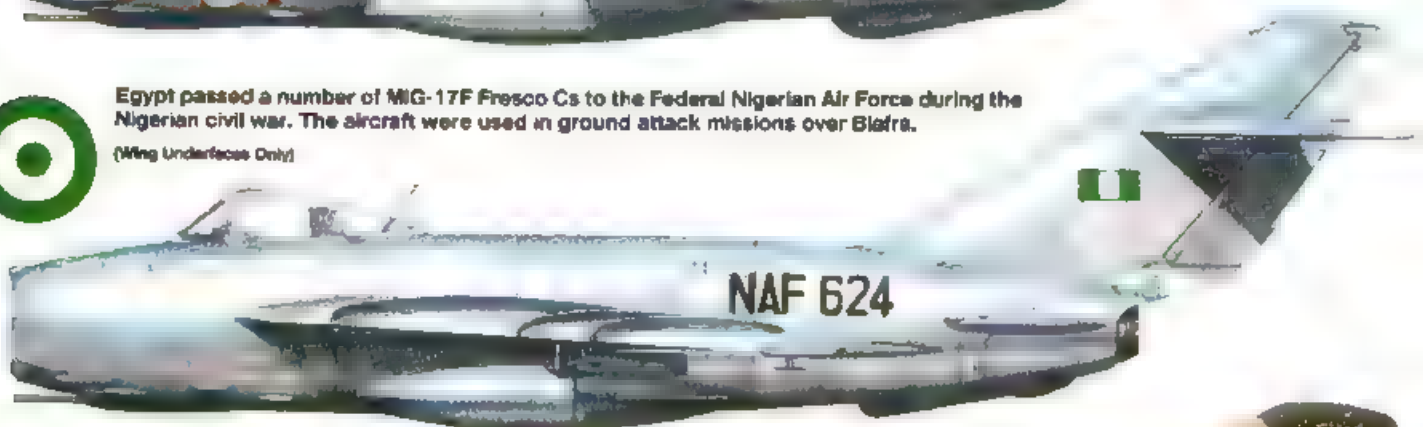 Egypt passed a number of MiG-17F Fresco Cs to the Federal Nigerian Air Force during the
Nigerian civil war. The aircraft were used in ground attack missions over Biafra.
(Wing Undersurfaces Only)
NAF 624